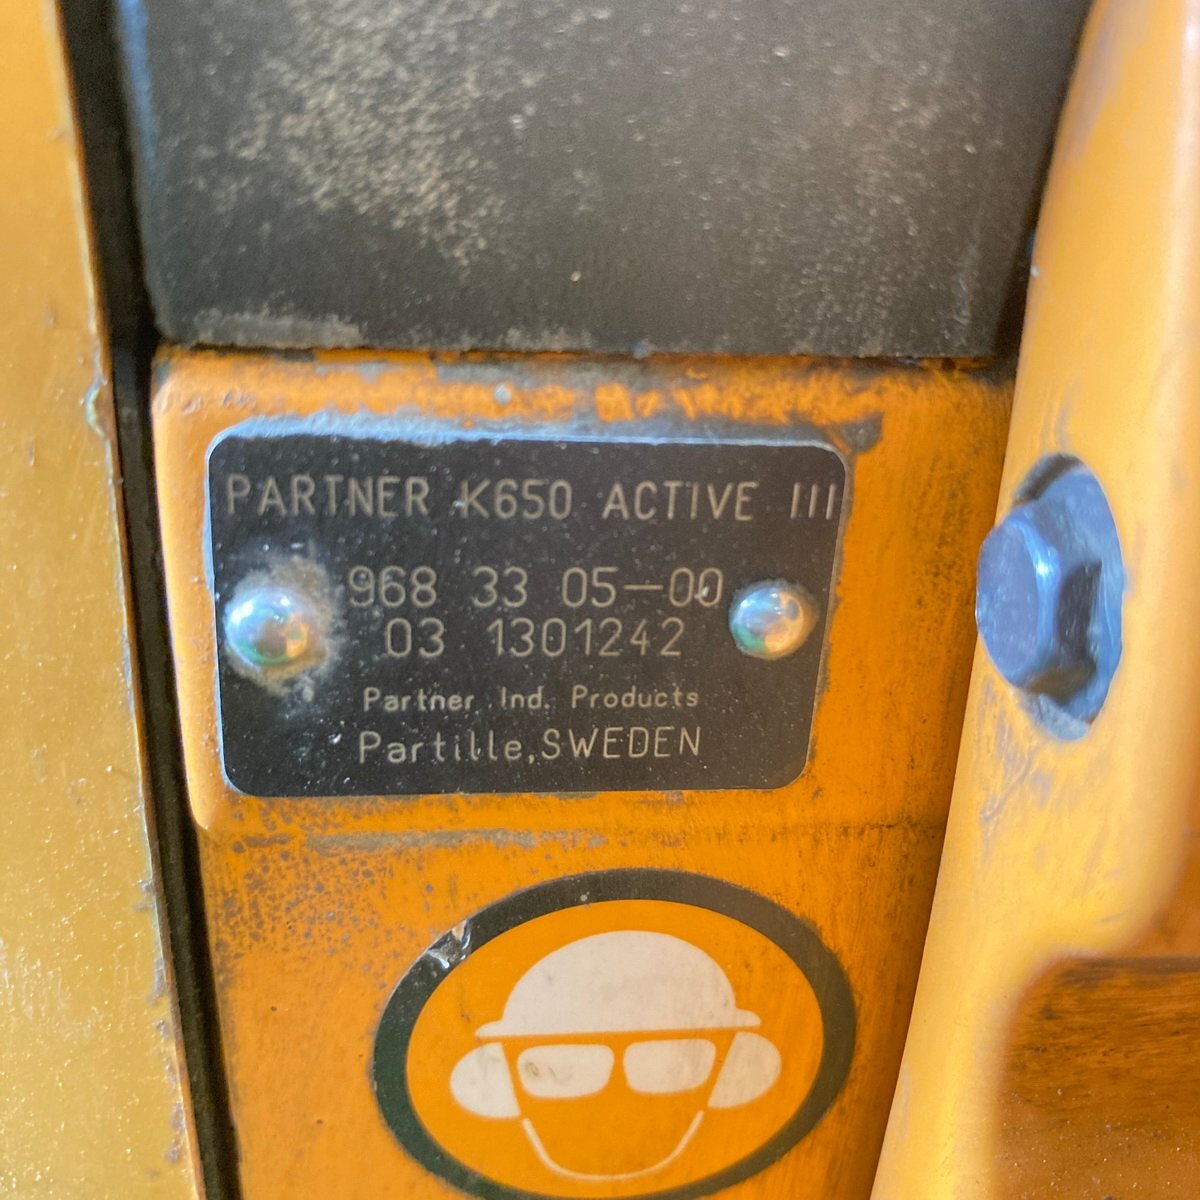 PARTNER K650 ACTIVE III
968 33 05-00
03 1301242
Partner Ind. Products
Partille, SWEDEN